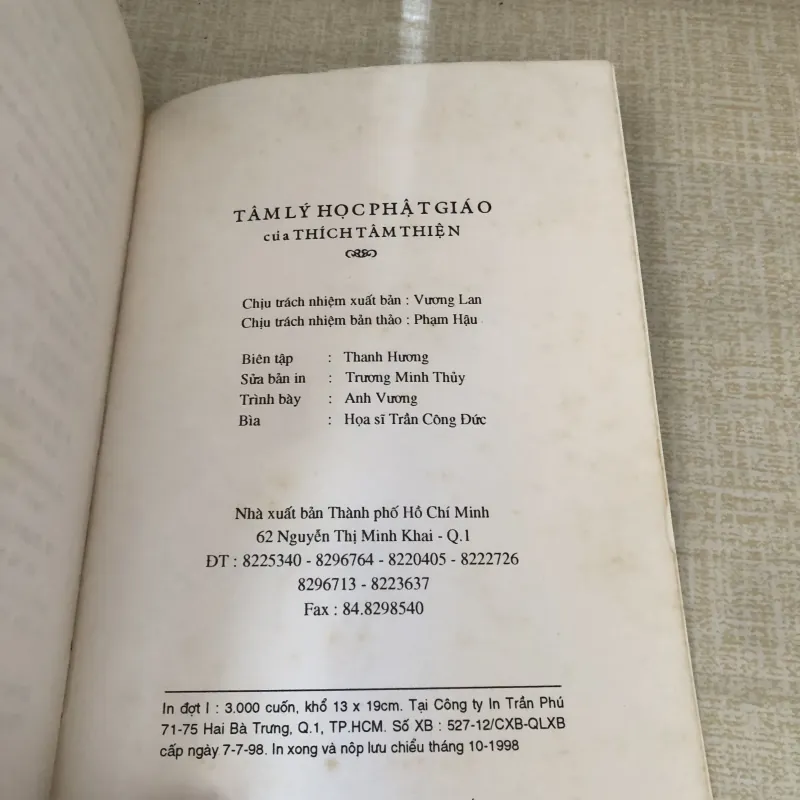 TÂM LÝ HỌC PHẬT GIÁO
của THÍCH TÂM THIỆN
Chịu trách nhiệm xuất bản : Vương Lan
Chịu trách nhiệm bản thảo : Phạm Hậu
Biên tập : Thanh Hương
Sửa bản in : Trương Minh Thủy
Trình bày : Anh Vương
Bìa : Họa sĩ Trần Công Đức
Nhà xuất bản Thành phố Hồ Chí Minh
62 Nguyễn Thị Minh Khai - Q.1
ĐT : 8225340 - 8296764 - 8220405 - 8222726
8296713 - 8223637
Fax : 84.8298540
In đợt I : 3.000 cuốn, khổ 13 x 19cm. Tại Công ty In Trần Phú
71-75 Hai Bà Trưng, Q.1, TP.HCM. Số XB : 527-12/CXB-QLXB
cấp ngày 7-7-98. In xong và nộp lưu chiểu tháng 10-1998